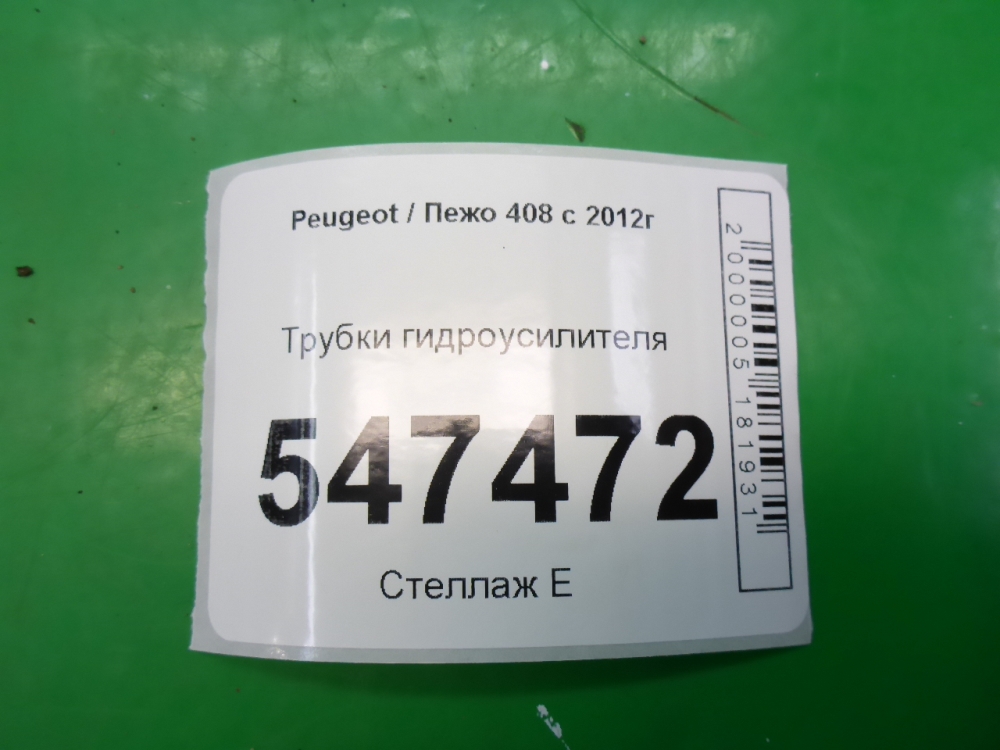 Peugeot / Пежо 408 с 2012г
Трубки гидроусилителя
547472
Стеллаж Е
2000005181931